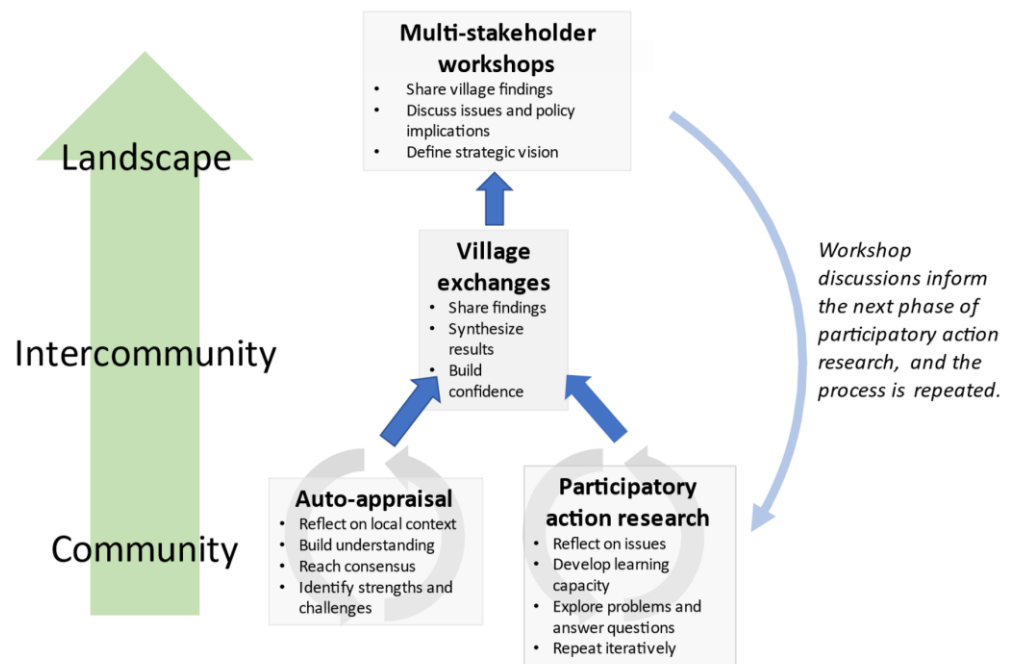 Multi-stakeholder
workshops
• Share village findings
• Discuss issues and policy
implications
• Define strategic vision
Landscape
Village
exchanges
• Share findings
• Synthesize
results
• Build
confidence
Workshop
discussions inform
the next phase of
participatory action
research, and the
process is repeated.
Intercommunity
Auto-appraisal
• Reflect on local context
• Build understanding
• Reach consensus
• Identify strengths and
challenges
Participatory
action research
• Reflect on issues
• Develop learning
capacity
• Explore problems and
answer questions
• Repeat iteratively
Community